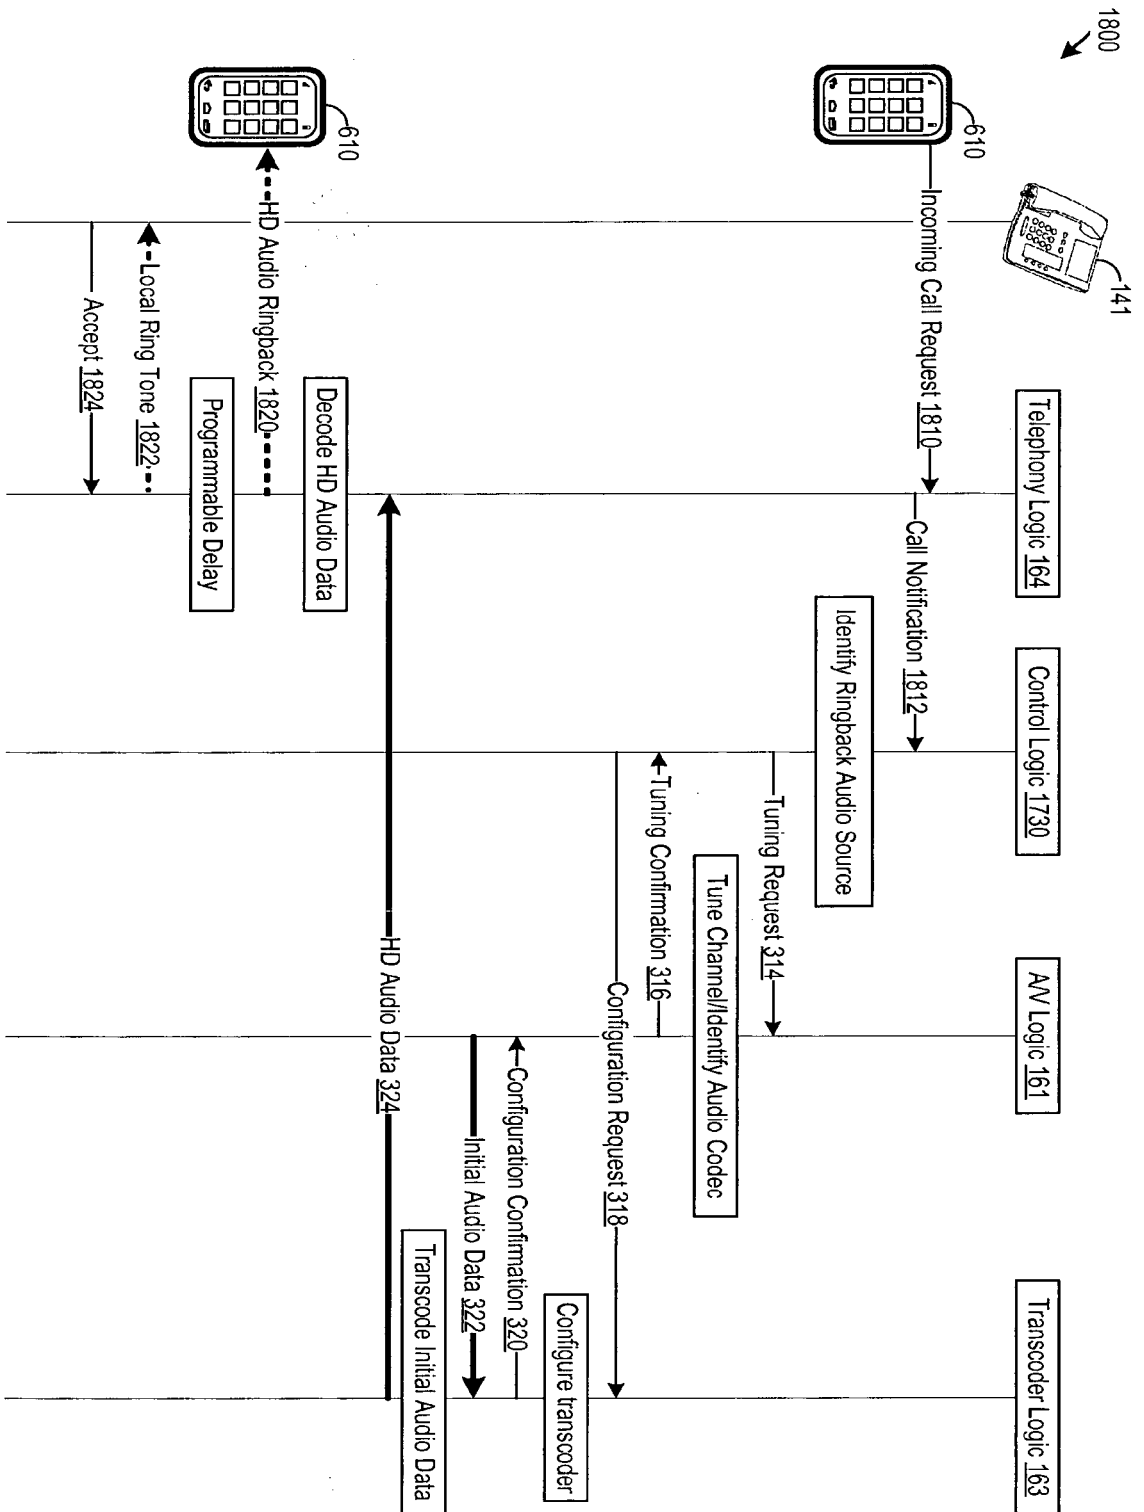 1800
610
141
Telephony Logic 164
Control Logic 1730
A/V Logic 161
Transcoder Logic 163
Incoming Call Request 1810
Call Notification 1812
Identify Ringback Audio Source
Tuning Request 314
Tune Channel/Identify Audio Codec
Tuning Confirmation 316
Configuration Request 318
Configure transcoder
Configuration Confirmation 320
Initial Audio Data 322
Transcode Initial Audio Data
HD Audio Data 324
Decode HD Audio Data
610
HD Audio Ringback 1820
Programmable Delay
Local Ring Tone 1822
Accept 1824